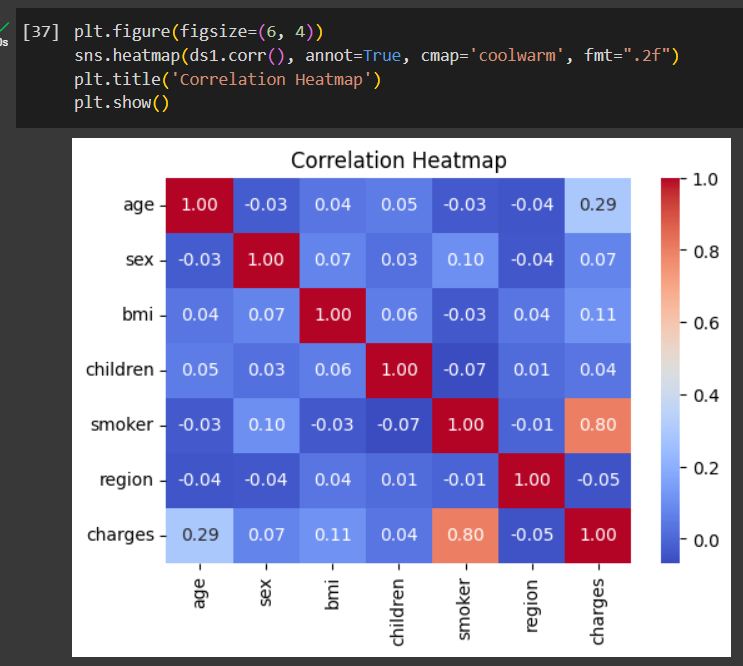 [37] plt.figure(figsize=(6, 4))
sns.heatmap(ds1.corr(), annot=True, cmap='coolwarm', fmt=".2f")
plt.title('Correlation Heatmap')
plt.show()
0s
Correlation Heatmap
age 1.00 -0.03 0.04 0.05 -0.03 -0.04 0.29
sex -0.03 1.00 0.07 0.03 0.10 -0.04 0.07
bmi 0.04 0.07 1.00 0.06 -0.03 0.04 0.11
children 0.05 0.03 0.06 1.00 -0.07 0.01 0.04
smoker -0.03 0.10 -0.03 -0.07 1.00 -0.01 0.80
region -0.04 -0.04 0.04 0.01 -0.01 1.00 -0.05
charges 0.29 0.07 0.11 0.04 0.80 -0.05 1.00
age sex bmi children smoker region charges
1.0
0.8
0.6
0.4
0.2
0.0